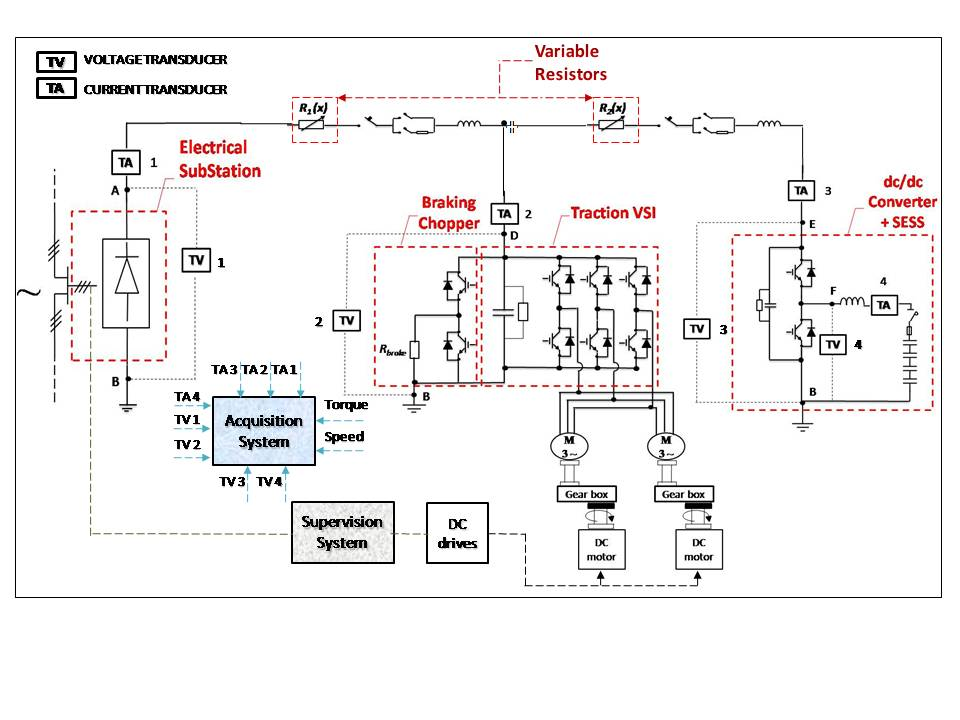 TV VOLTAGE TRANSDUCER
TA CURRENT TRANSDUCER
Variable
Resistors
R1(x)
R2(x)
TA 1
A
Electrical
SubStation
TV 1
B
~
Braking
Chopper
TA 2
D
Traction VSI
2 TV
Rbrake
B
TA 3
E
dc/dc
Converter
+ SESS
F
4
TA
TV 3
TV 4
B
TA 3 TA 2 TA 1
TA 4
TV 1
TV 2
Acquisition
System
Torque
Speed
TV 3 TV 4
M
3~
M
3~
Gear box
Gear box
DC
motor
DC
motor
Supervision
System
DC
drives